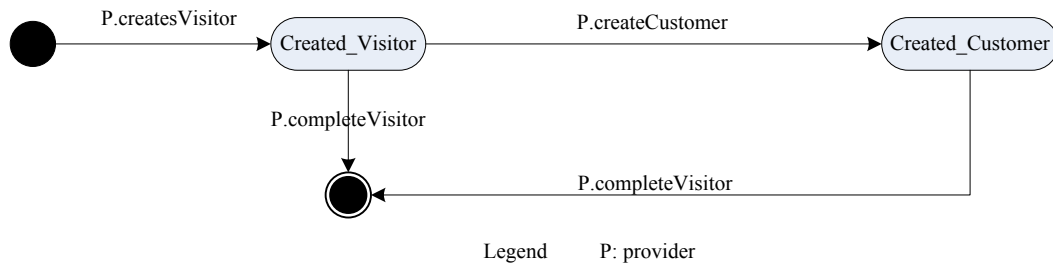 P.createsVisitor
P.createCustomer
Created_Visitor
Created_Customer
P.completeVisitor
P.completeVisitor
Legend P: provider